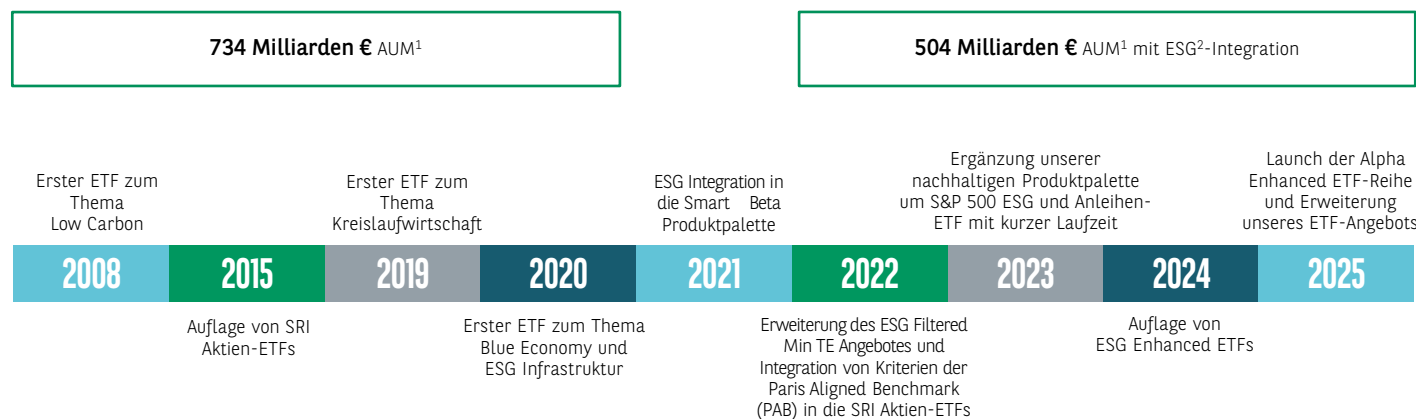 734 Milliarden € AUM¹
504 Milliarden € AUM¹ mit ESG²-Integration
Erster ETF zum
Thema
Low Carbon
Erster ETF zum
Thema
Kreislaufwirtschaft
ESG Integration in
die Smart Beta
Produktpalette
Ergänzung unserer
nachhaltigen Produktpalette
um S&P 500 ESG und Anleihen-
ETF mit kurzer Laufzeit
Launch der Alpha
Enhanced ETF-Reihe
und Erweiterung
unseres ETF-Angebots
2008
2015
2019
2020
2021
2022
2023
2024
2025
Auflage von SRI
Aktien-ETFs
Erster ETF zum Thema
Blue Economy und
ESG Infrastruktur
Erweiterung des ESG Filtered
Min TE Angebotes und
Integration von Kriterien der
Paris Aligned Benchmark
(PAB) in die SRI Aktien-ETFs
Auflage von
ESG Enhanced ETFs